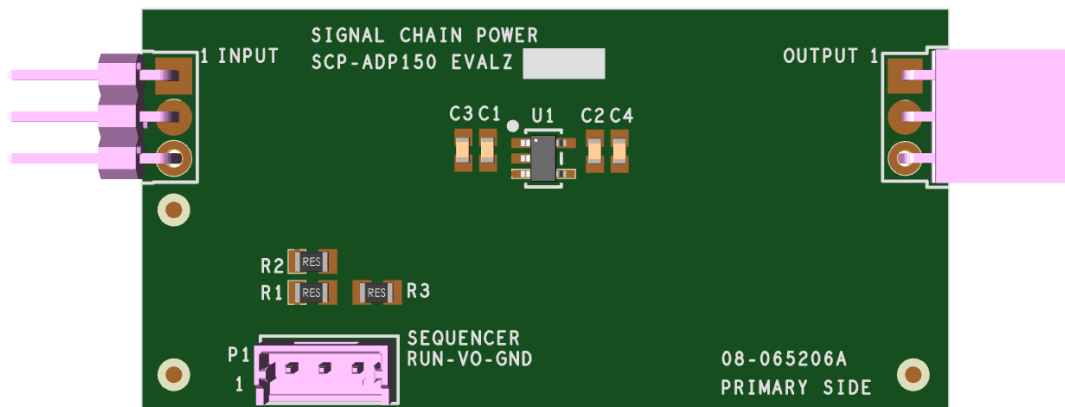 SIGNAL CHAIN POWER
1 INPUT
SCP-ADP150 EVALZ
OUTPUT 1
C3 C1
U1
C2 C4
R2
RES
R1
RES
RES
R3
SEQUENCER
RUN-VO-GND
P1
1
08-065206A
PRIMARY SIDE